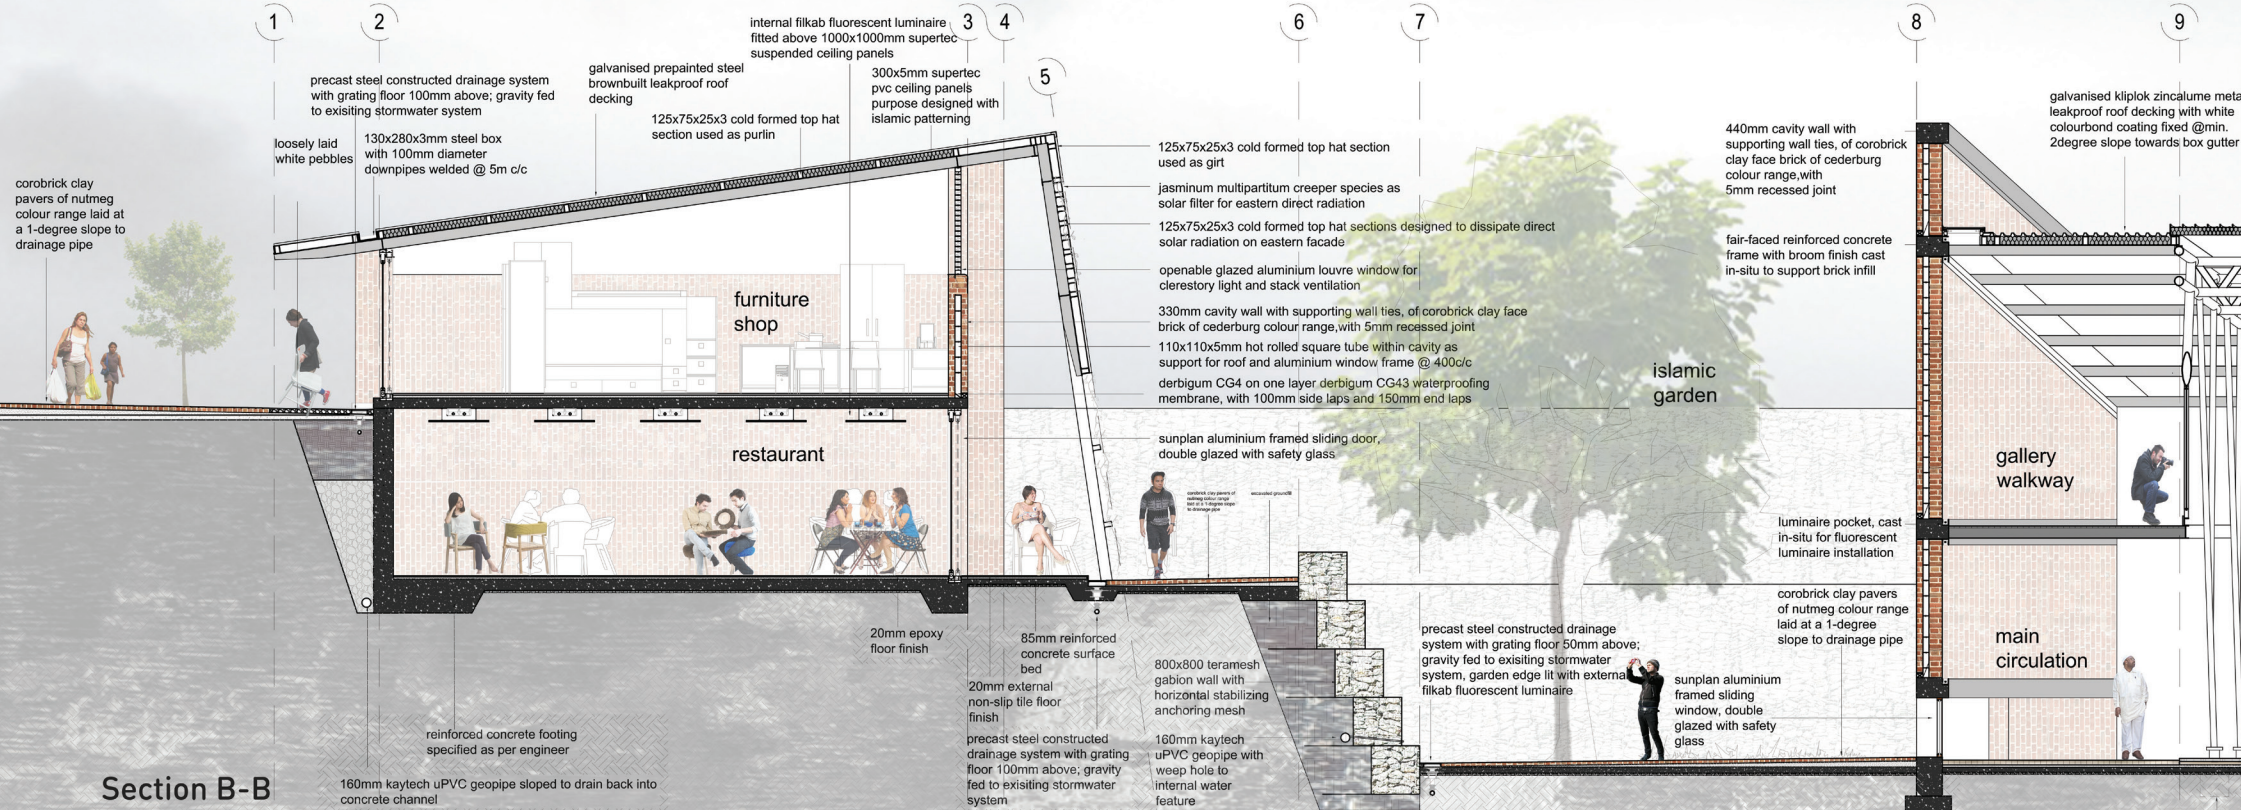 1
2
3
4
5
6
7
8
9
internal filkab fluorescent luminaire
fitted above 1000x1000mm supertec
suspended ceiling panels
precast steel constructed drainage system
with grating floor 100mm above; gravity fed
to exisiting stormwater system
galvanised prepainted steel
brownbuilt leakproof roof
decking
300x5mm supertec
pvc ceiling panels
purpose designed with
islamic patterning
125x75x25x3 cold formed top hat
section used as purlin
loosely laid
white pebbles
130x280x3mm steel box
with 100mm diameter
downpipes welded @ 5m c/c
corobrick clay
pavers of nutmeg
colour range laid at
a 1-degree slope to
drainage pipe
125x75x25x3 cold formed top hat section
used as girt
jasminum multipartitum creeper species as
solar filter for eastern direct radiation
125x75x25x3 cold formed top hat sections designed to dissipate direct
solar radiation on eastern facade
openable glazed aluminium louvre window for
clerestory light and stack ventilation
330mm cavity wall with supporting wall ties, of corobrick clay face
brick of cederburg colour range,with 5mm recessed joint
110x110x5mm hot rolled square tube within cavity as
support for roof and aluminium window frame @ 400c/c
derbigum CG4 on one layer derbigum CG43 waterproofing
membrane, with 100mm side laps and 150mm end laps
sunplan aluminium framed sliding door,
double glazed with safety glass
440mm cavity wall with
supporting wall ties, of corobrick
clay face brick of cederburg
colour range,with
5mm recessed joint
galvanised kliplok zincalume meta
leakproof roof decking with white
colourbond coating fixed @min.
2degree slope towards box gutter
fair-faced reinforced concrete
frame with broom finish cast
in-situ to support brick infill
furniture
shop
restaurant
islamic
garden
gallery
walkway
main
circulation
corobrick clay pavers of
nutmeg colour range
laid at a 1-degree slope
to drainage pipe
excavated groundfill
luminaire pocket, cast
in-situ for fluorescent
luminaire installation
corobrick clay pavers
of nutmeg colour range
laid at a 1-degree
slope to drainage pipe
20mm epoxy
floor finish
85mm reinforced
concrete surface
bed
20mm external
non-slip tile floor
finish
800x800 teramesh
gabion wall with
horizontal stabilizing
anchoring mesh
precast steel constructed drainage
system with grating floor 50mm above;
gravity fed to exisiting stormwater
system, garden edge lit with external
filkab fluorescent luminaire
sunplan aluminium
framed sliding
window, double
glazed with safety
glass
reinforced concrete footing
specified as per engineer
precast steel constructed
drainage system with grating
floor 100mm above; gravity
fed to exisiting stormwater
system
160mm kaytech
uPVC geopipe with
weep hole to
internal water
feature
160mm kaytech uPVC geopipe sloped to drain back into
concrete channel
Section B-B